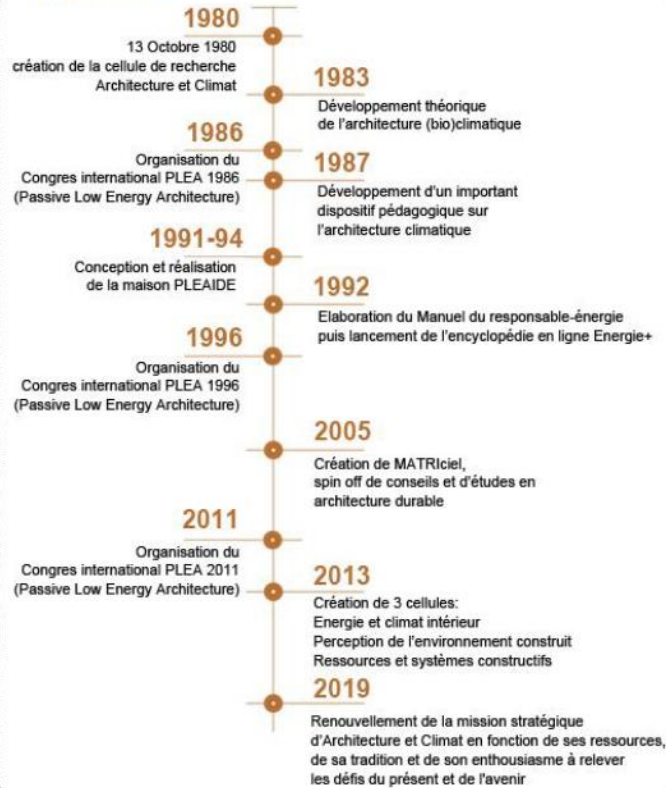 1980
13 Octobre 1980
création de la cellule de recherche
Architecture et Climat
1983
Développement théorique
de l'architecture (bio)climatique
1986
Organisation du
Congres international PLEA 1986
(Passive Low Energy Architecture)
1987
Développement d'un important
dispositif pédagogique sur
l'architecture climatique
1991-94
Conception et réalisation
de la maison PLEAIDE
1992
Elaboration du Manuel du responsable-énergie
puis lancement de l'encyclopédie en ligne Energie+
1996
Organisation du
Congres international PLEA 1996
(Passive Low Energy Architecture)
2005
Création de MATRIciel,
spin off de conseils et d'études en
architecture durable
2011
Organisation du
Congres international PLEA 2011
(Passive Low Energy Architecture)
2013
Création de 3 cellules:
Energie et climat intérieur
Perception de l'environnement construit
Ressources et systèmes constructifs
2019
Renouvellement de la mission stratégique
d'Architecture et Climat en fonction de ses ressources,
de sa tradition et de son enthousiasme à relever
les défis du présent et de l'avenir